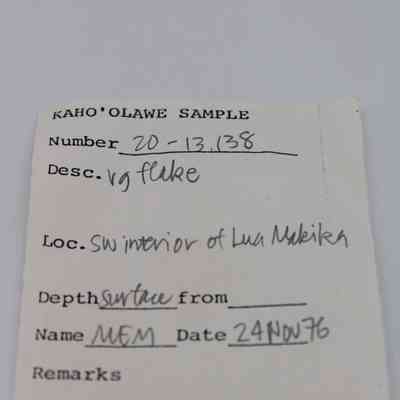 KAHO'OLAWE SAMPLE
Number 20-13,138
Desc. vg flake
Loc. SW interior of Lua Makika
Depth surface from
Name MEM Date 24 NOV 76
Remarks